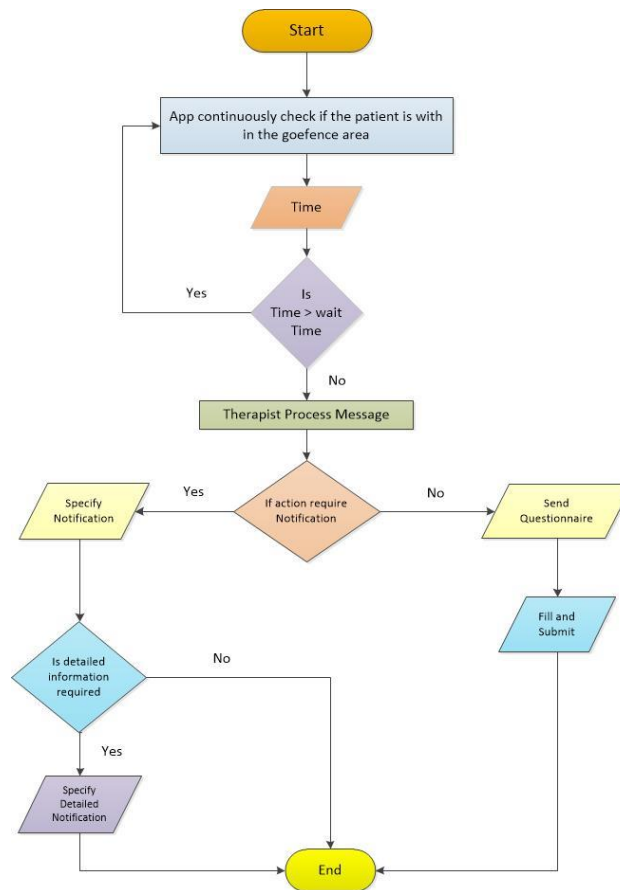 Start
App continuously check if the patient is with
in the goefence area
Time
Yes
Is
Time > wait
Time
No
Therapist Process Message
Specify
Notification
Yes
If action require
Notification
No
Send
Questionnaire
Fill and
Submit
Is detailed
information
required
No
Yes
Specify
Detailed
Notification
End